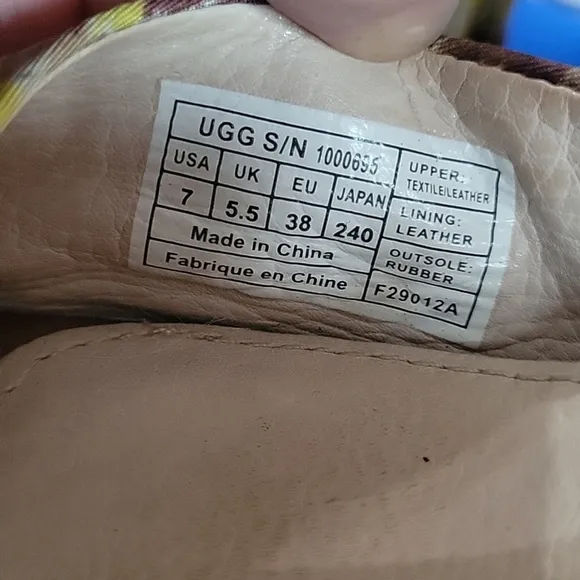 UGG S/N 1000695
USA UK EU JAPAN
7 5.5 38 240
Made in China
Fabrique en Chine
UPPER:
TEXTILE/LEATHER
LINING:
LEATHER
OUTSOLE:
RUBBER
F29012A